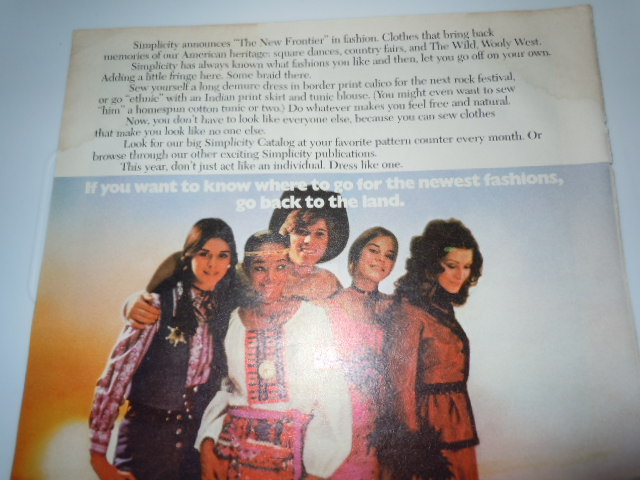 Simplicity announces "The New Frontier" in fashion. Clothes that bring back
memories of our American heritage: square dances, country fairs, and The Wild, Wooly West.
Simplicity has always known what fashions you like and then, let you go off on your own.
Adding a little fringe here. Some braid there.
Sew yourself a long demure dress in border print calico for the next rock festival,
or go "ethnic" with an Indian print skirt and tunic blouse. (You might even want to sew
"him" a homespun cotton tunic or two.) Do whatever makes you feel free and natural.
Now, you don't have to look like everyone else, because you can sew clothes
that make you look like no one else.
Look for our big Simplicity Catalog at your favorite pattern counter every month. Or
browse through our other exciting Simplicity publications.
This year, don't just act like an individual. Dress like one.
If you want to know where to go for the newest fashions,
go back to the land.